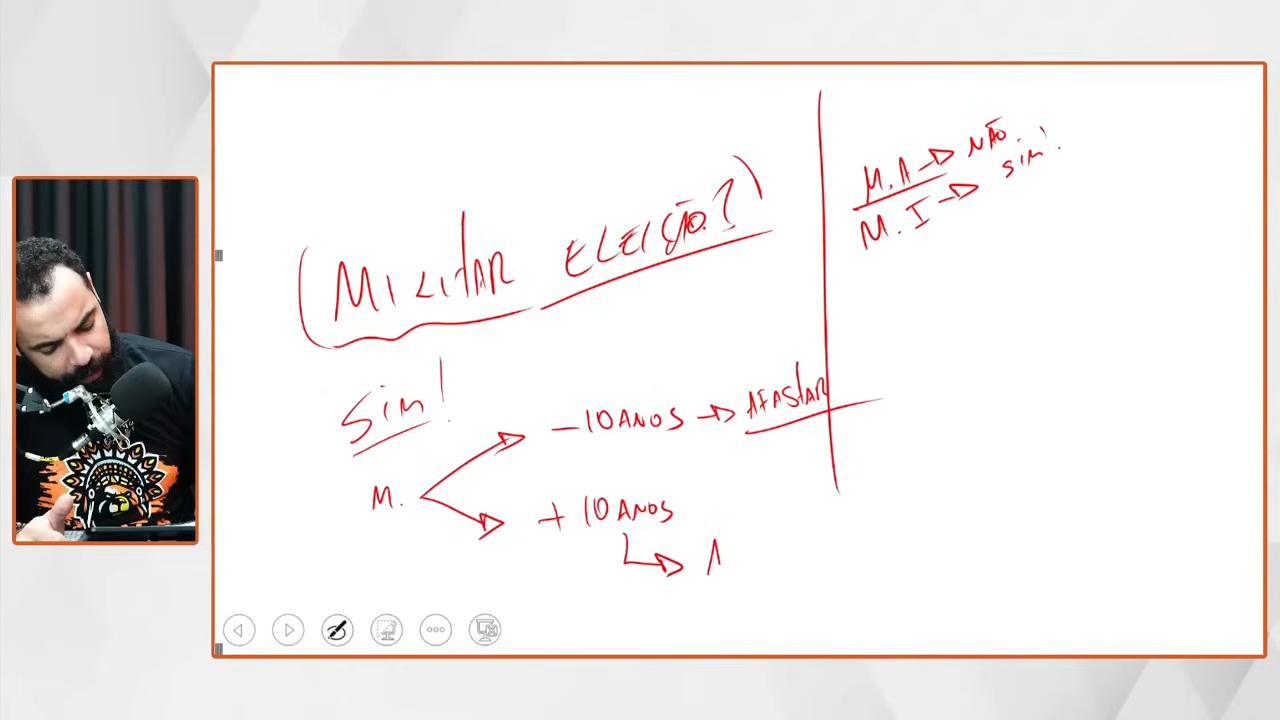 (MILITAR ELEIÇÃO?)
SIM!
M.
-10 ANOS → AFASTAR
+ 10 ANOS
M.A → NÃO.
M.I → SIM!